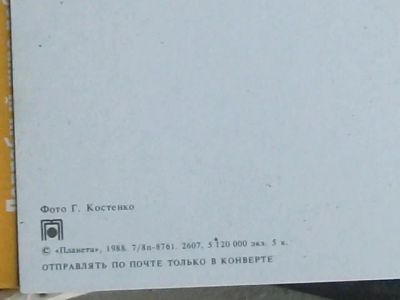 Фото Г. Костенко
© «Планета», 1988. 7/8п-8761. 2607. 5 120 000 экз. 5 к.
ОТПРАВЛЯТЬ ПО ПОЧТЕ ТОЛЬКО В КОНВЕРТЕ